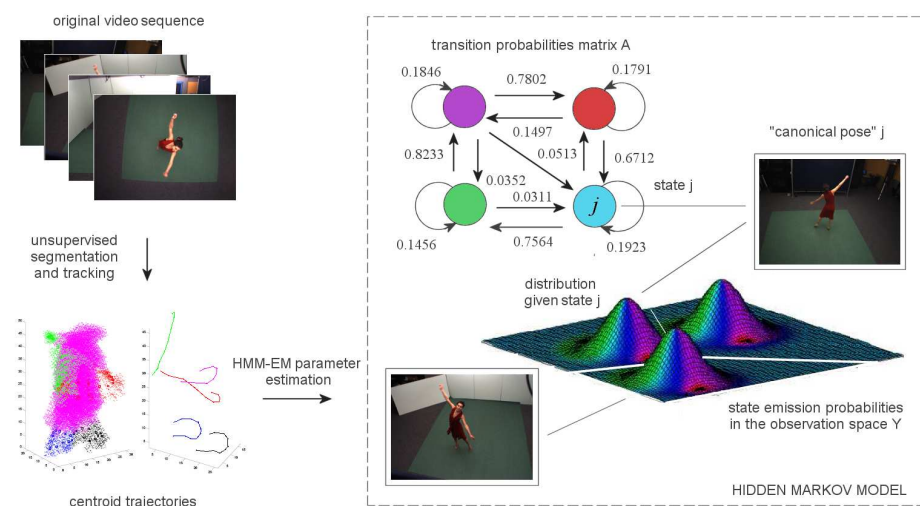 original video sequence
unsupervised
segmentation
and tracking
centroid trajectories
HMM-EM parameter
estimation
transition probabilities matrix A
0.1846
0.7802
0.1791
0.1497
0.8233
0.0513
0.6712
0.0352
0.0311
j
state j
0.1456
0.7564
0.1923
"canonical pose" j
distribution
given state j
state emission probabilities
in the observation space Y
HIDDEN MARKOV MODEL